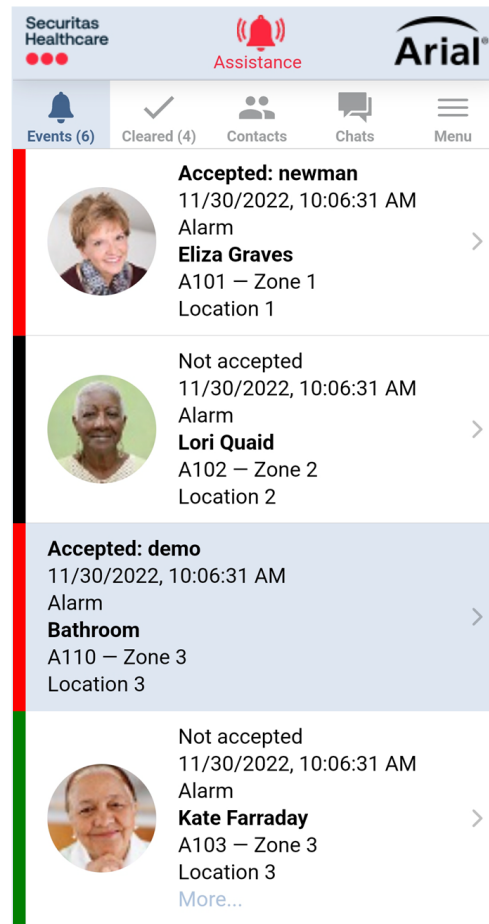 Securitas
Healthcare
Assistance
Arial®
Events (6)
Cleared (4)
Contacts
Chats
Menu
Accepted: newman
11/30/2022, 10:06:31 AM
Alarm
Eliza Graves
A101 — Zone 1
Location 1
Not accepted
11/30/2022, 10:06:31 AM
Alarm
Lori Quaid
A102 — Zone 2
Location 2
Accepted: demo
11/30/2022, 10:06:31 AM
Alarm
Bathroom
A110 — Zone 3
Location 3
Not accepted
11/30/2022, 10:06:31 AM
Alarm
Kate Farraday
A103 — Zone 3
Location 3
More...